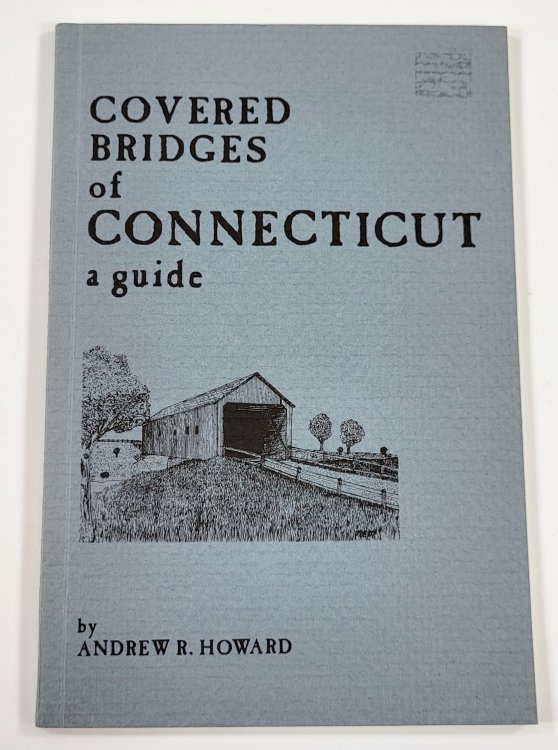 COVERED
BRIDGES
of
CONNECTICUT
a guide
by
ANDREW R. HOWARD